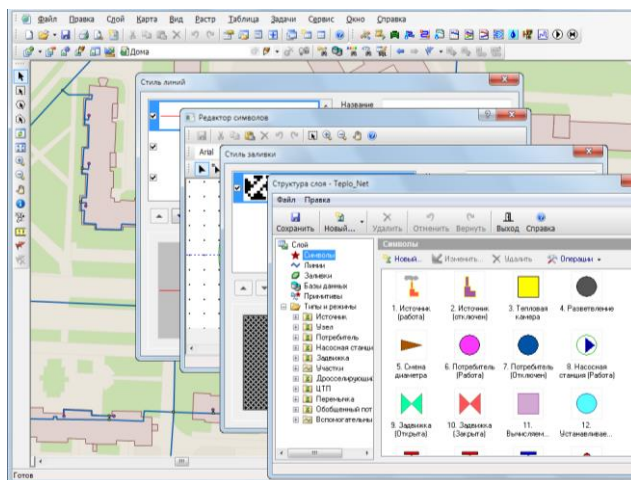 Файл Правка Слой Карта Вид Растр Таблица Задачи Сервис Окно Справка
Дома
Стиль линий
Название
Редактор символов
Arial
Стиль заливки
Структура слоя - Teplo_Net
Файл Правка
Сохранить Новый... Удалить Отменить Вернуть Выход Справка
Слой
Символы
Линии
Заливки
Базы данных
Примитивы
Типы и режимы
Источник
Узел
Потребитель
Насосная станци
Задвижка
Участки
Дросселирующий
ЦТП
Перемычка
Обобщенный пот
Вспомогательны
Символы
Новый... Изменить... Удалить Операции
1. Источник (работа)
2. Источник (отключен)
3. Тепловая камера
4. Разветвление
5. Смена диаметра
6. Потребитель (Работа)
7. Потребитель (Отключен)
8. Насосная станция (Работа)
9. Задвижка (Открыта)
10. Задвижка (Закрыта)
11. Вычисляем...
12. Устанавливае...
Готов